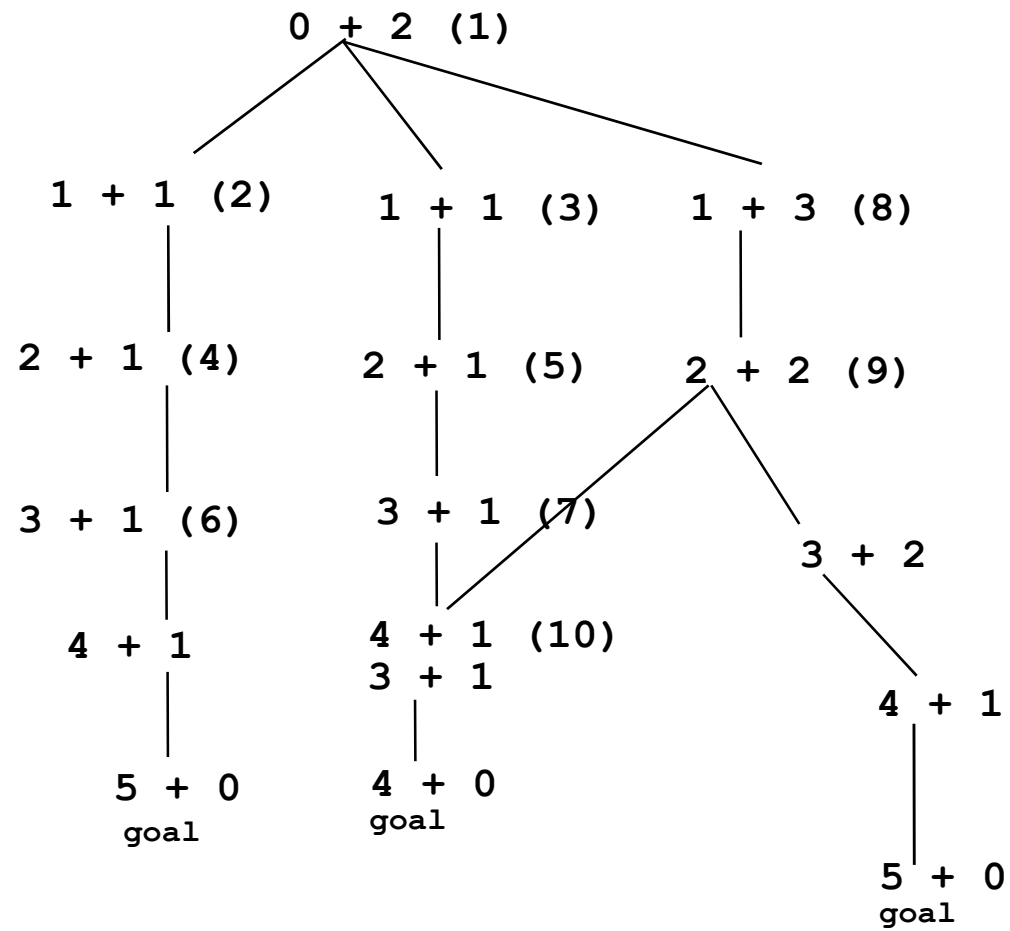 0 + 2 (1)
1 + 1 (2)
1 + 1 (3)
1 + 3 (8)
2 + 1 (4)
2 + 1 (5)
2 + 2 (9)
3 + 1 (6)
3 + 1 (7)
3 + 2
4 + 1
4 + 1 (10)
3 + 1
4 + 1
5 + 0
goal
4 + 0
goal
5 + 0
goal